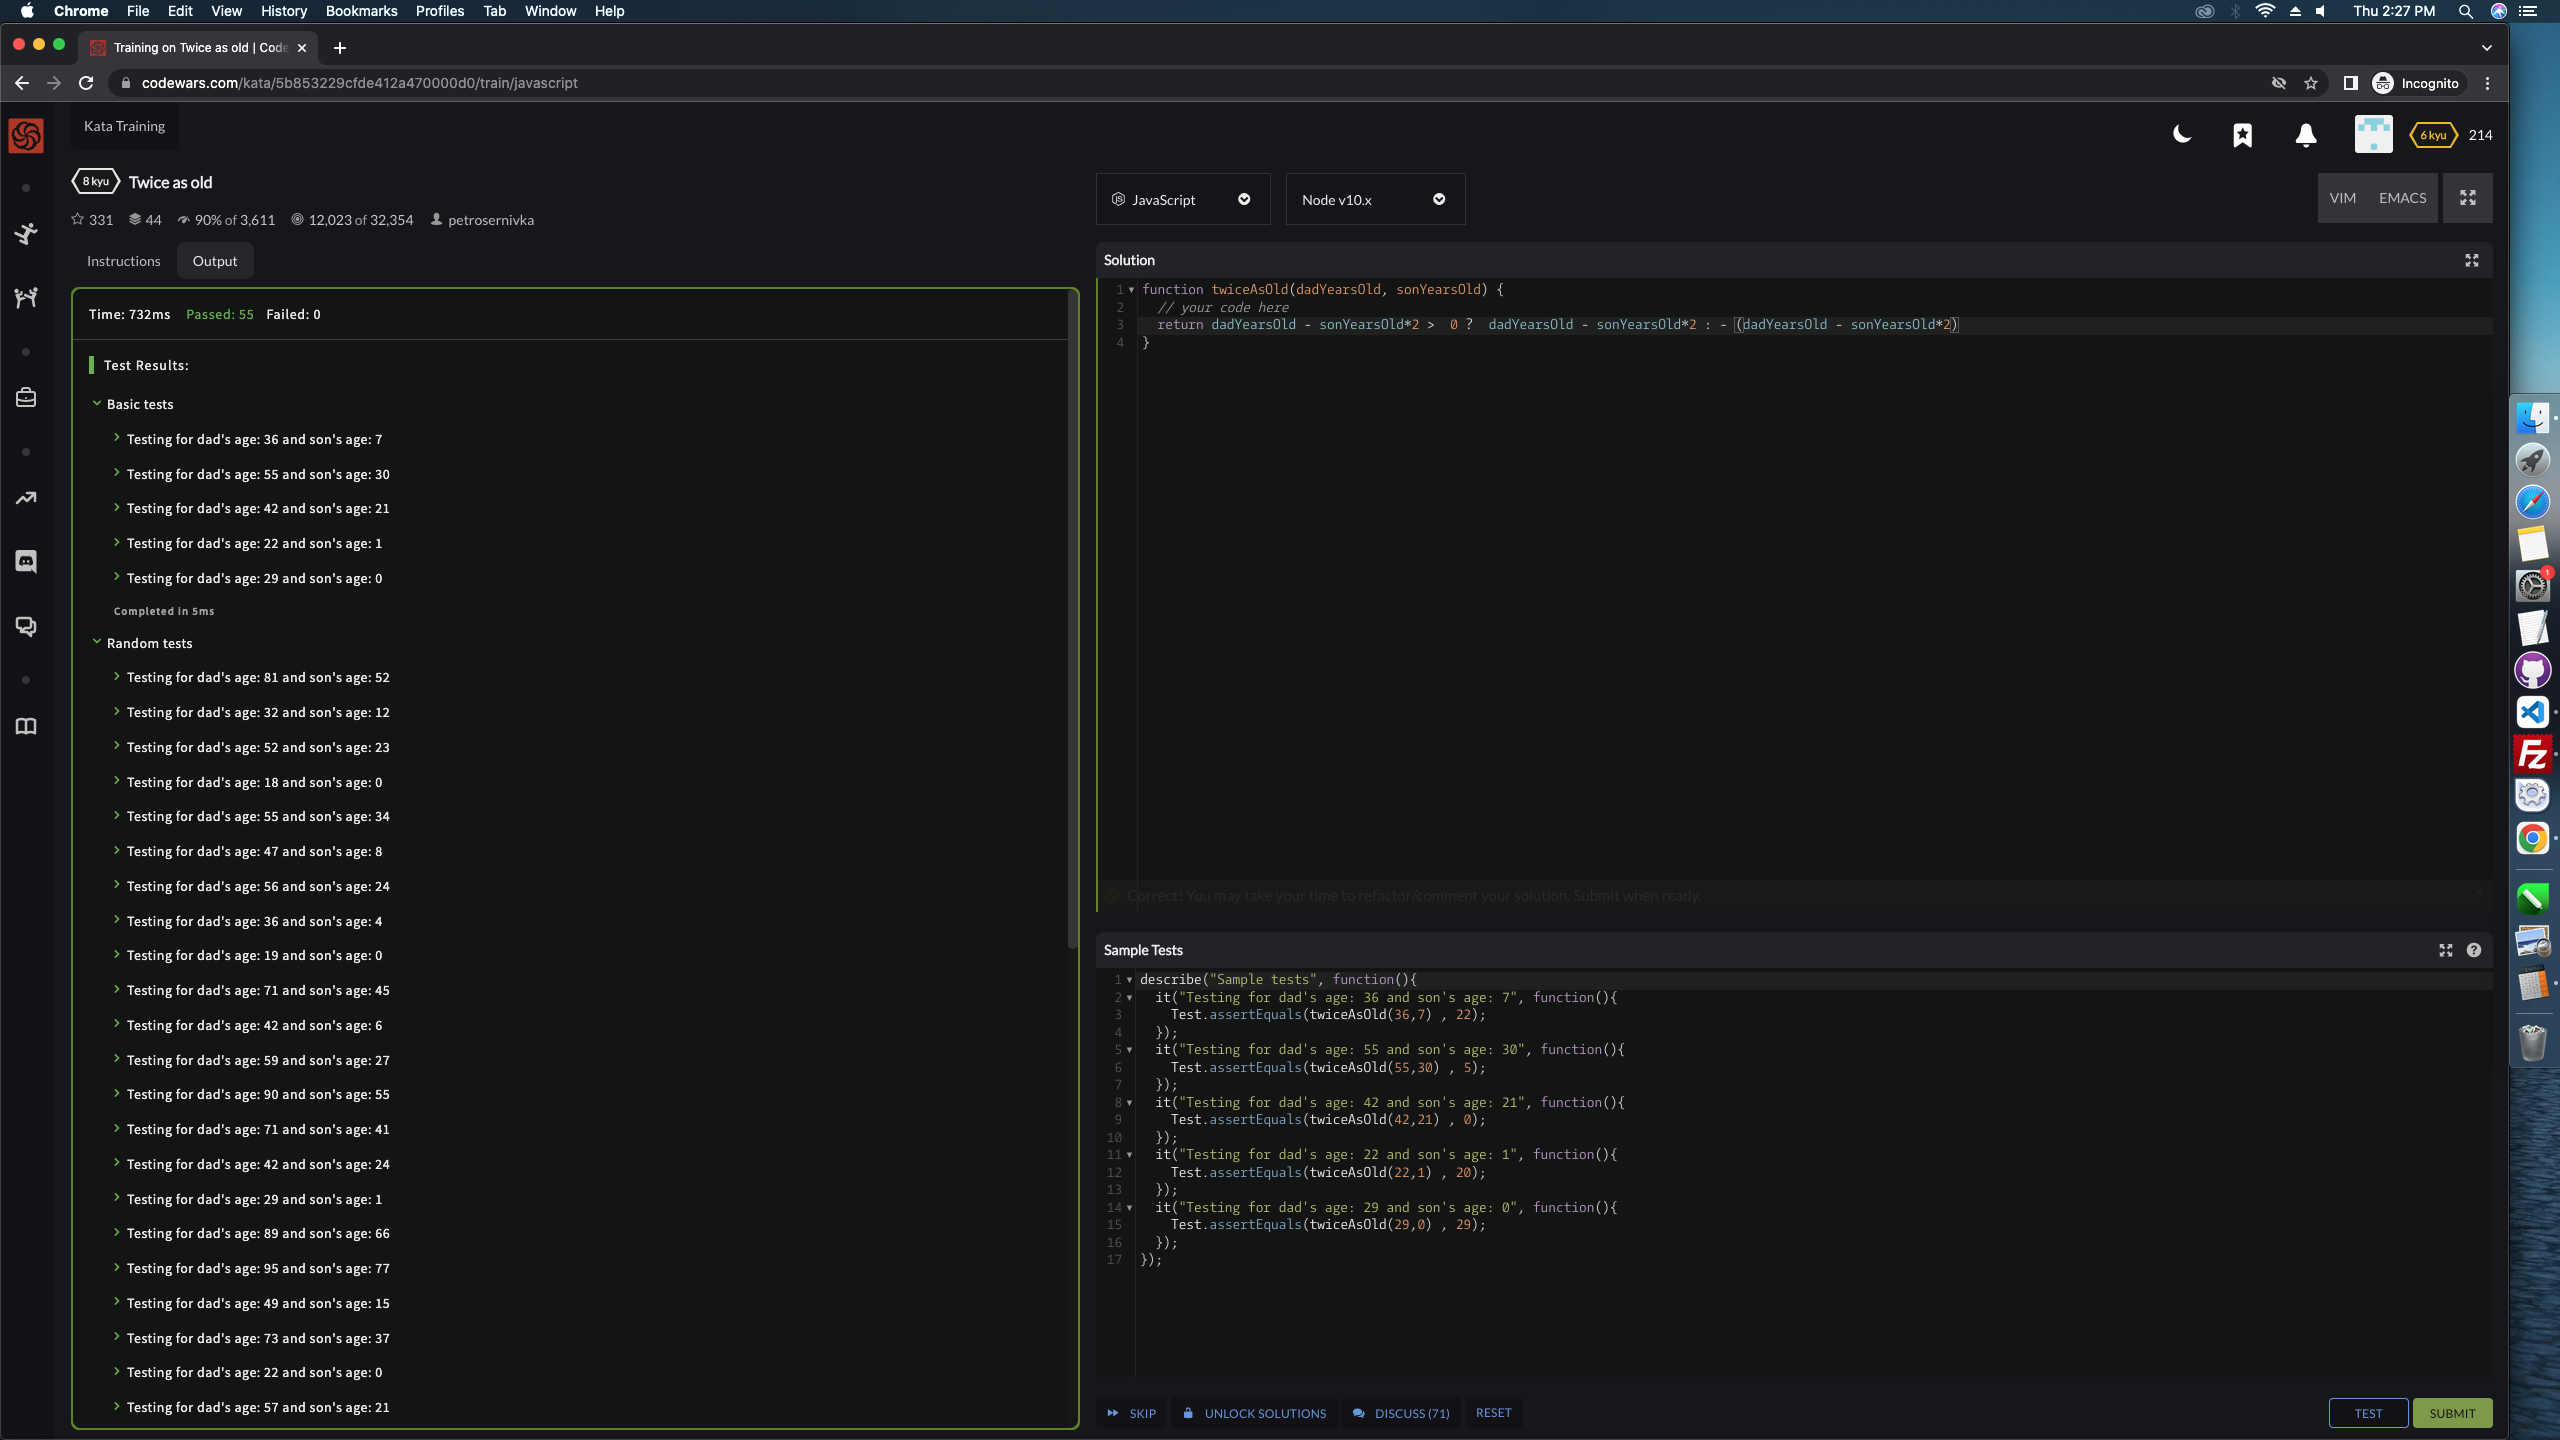 Chrome File Edit View History Bookmarks Profiles Tab Window Help Thu 2:27 PM
Training on Twice as old | Code
codewars.com/kata/5b853229cfde412a470000d0/train/javascript Incognito
Kata Training
6 kyu 214
8 kyu Twice as old
331 44 90% of 3,611 12,023 of 32,354 petrosernivka
Instructions Output
Time: 732ms Passed: 55 Failed: 0
Test Results:
Basic tests
Testing for dad's age: 36 and son's age: 7
Testing for dad's age: 55 and son's age: 30
Testing for dad's age: 42 and son's age: 21
Testing for dad's age: 22 and son's age: 1
Testing for dad's age: 29 and son's age: 0
Completed in 5ms
Random tests
Testing for dad's age: 81 and son's age: 52
Testing for dad's age: 32 and son's age: 12
Testing for dad's age: 52 and son's age: 23
Testing for dad's age: 18 and son's age: 0
Testing for dad's age: 55 and son's age: 34
Testing for dad's age: 47 and son's age: 8
Testing for dad's age: 56 and son's age: 24
Testing for dad's age: 36 and son's age: 4
Testing for dad's age: 19 and son's age: 0
Testing for dad's age: 71 and son's age: 45
Testing for dad's age: 42 and son's age: 6
Testing for dad's age: 59 and son's age: 27
Testing for dad's age: 90 and son's age: 55
Testing for dad's age: 71 and son's age: 41
Testing for dad's age: 42 and son's age: 24
Testing for dad's age: 29 and son's age: 1
Testing for dad's age: 89 and son's age: 66
Testing for dad's age: 95 and son's age: 77
Testing for dad's age: 49 and son's age: 15
Testing for dad's age: 73 and son's age: 37
Testing for dad's age: 22 and son's age: 0
Testing for dad's age: 57 and son's age: 21
JavaScript Node v10.x VIM EMACS
Solution
1 function twiceAsOld(dadYearsOld, sonYearsOld) {
2 // your code here
3 return dadYearsOld - sonYearsOld*2 > 0 ? dadYearsOld - sonYearsOld*2 : - (dadYearsOld - sonYearsOld*2)
4 }
Correct! You may take your time to refactor/comment your solution. Submit when ready.
Sample Tests
1 describe("Sample tests", function(){
2 it("Testing for dad's age: 36 and son's age: 7", function(){
3 Test.assertEquals(twiceAsOld(36,7) , 22);
4 });
5 it("Testing for dad's age: 55 and son's age: 30", function(){
6 Test.assertEquals(twiceAsOld(55,30) , 5);
7 });
8 it("Testing for dad's age: 42 and son's age: 21", function(){
9 Test.assertEquals(twiceAsOld(42,21) , 0);
10 });
11 it("Testing for dad's age: 22 and son's age: 1", function(){
12 Test.assertEquals(twiceAsOld(22,1) , 20);
13 });
14 it("Testing for dad's age: 29 and son's age: 0", function(){
15 Test.assertEquals(twiceAsOld(29,0) , 29);
16 });
17 });
SKIP UNLOCK SOLUTIONS DISCUSS (71) RESET TEST SUBMIT
1
Fz